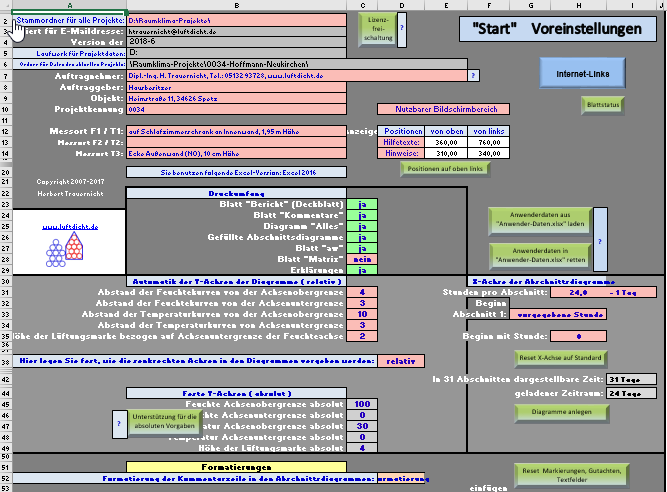 A B C D E F G H I J
Stammordner für alle Projekte: D:\Raumklima-Projekte\
Lizenz-
frei-
schaltung
?
"Start" Voreinstellungen
iert für E-Mailadresse: htrauernicht@luftdicht.de
Version der 2018-6
Laufwerk für Projektdaten: D:
Ordner für Daten des aktuellen Projekts: \Raumklima-Projekte\0034-Hoffmann-Neukirchen\
Auftragnehmer: Dipl.-Ing. H. Trauernicht, Tel.: 05132 93728, www.luftdicht.de
?
Internet-Links
Auftraggeber: Hausbesitzer
Objekt: Heimstraße 11, 34626 Spatz
Blattstatus
Projektkennung 0034
Nutzbarer Bildschirmbereich
Messort F1 / T1: auf Schlafzimmerschrank an Innenwand, 1,95 m Höhe
Anzeige
Positionen von oben von links
Messort F2 / T2:
Hilfetexte: 360,00 760,00
Messort T3: Ecke Außenwand (NO), 10 cm Höhe
Hinweise: 310,00 340,00
Positionen auf oben links
Sie benutzen folgende Excel-Version: Excel 2016
Copyright 2007-2017
Herbert Trauernicht
Druckumfang
Blatt "Bericht" (Deckblatt) ja
Blatt "Kommentare" ja
Diagramm "Alles" ja
Gefüllte Abschnittsdiagramme ja
Blatt "aw" ja
Blatt "Matrix" nein
Erklärungen ja
www.luftdicht.de
Anwenderdaten aus
"Anwender-Daten.xlsx" laden
?
Anwenderdaten in
"Anwender-Daten.xlsx" retten
Automatik der Y-Achsen der Diagramme ( relativ )
X-Achse der Abschnittsdiagramme
Abstand der Feuchtekurven von der Achsenobergrenze 4
Stunden pro Abschnitt: 24,0 = 1 Tag
Abstand der Feuchtekurven von der Achsenuntergrenze 3
Beginn
Abstand der Temperaturkurven von der Achsenobergrenze 10
Abschnitt 1: vorgegebene Stunde
Abstand der Temperaturkurven von der Achsenuntergrenze 3
Höhe der Lüftungsmarke bezogen auf Achsenuntergrenze der Feuchteachse 2
Beginn mit Stunde: 0
Hier legen Sie fest, wie die senkrechten Achsen in den Diagrammen vorgeben werden: relativ
Reset X-Achse auf Standard
In 31 Abschnitten dargestellbare Zeit: 31 Tage
Feste Y-Achsen ( absolut )
geladener Zeitraum: 24 Tage
Feuchte Achsenobergrenze absolut 100
?
Unterstützung für die
absoluten Vorgaben
chte Achsenuntergrenze absolut 0
Diagramme anlegen
ratur Achsenobergrenze absolut 30
peratur Achsenuntergrenze absolut 0
Höhe der Lüftungsmarke absolut 4
Formatierungen
Reset Markierungen, Gutachten,
Textfelder
Formatierung der Kommentarzeile in den Abschnittsdiagrammen: ormatierung
einfügen